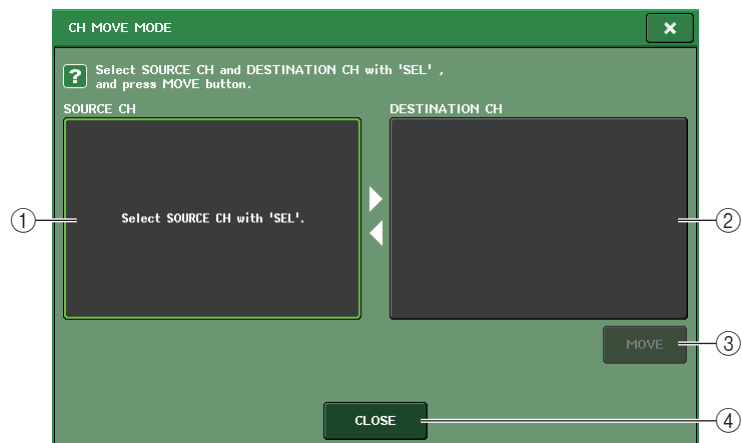 CH MOVE MODE
Select SOURCE CH and DESTINATION CH with 'SEL' ,
and press MOVE button.
SOURCE CH
DESTINATION CH
Select SOURCE CH with 'SEL'.
MOVE
CLOSE
1
2
3
4
?
×